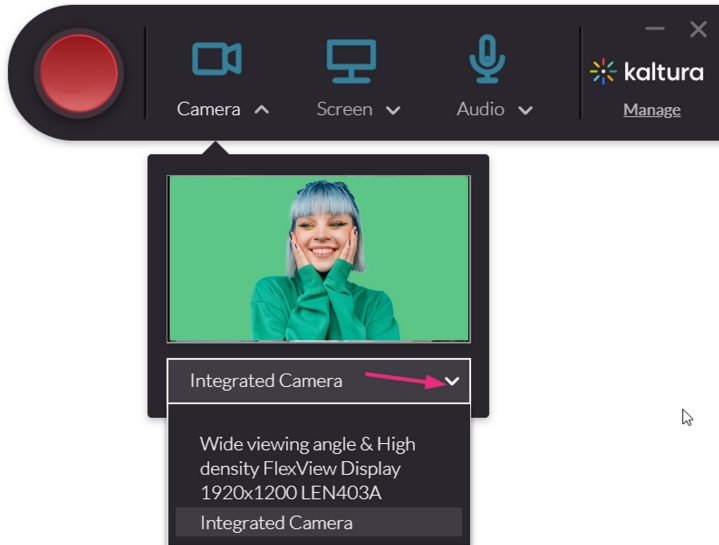 kaltura
Camera
Screen
Audio
Manage
Integrated Camera
Wide viewing angle & High
density FlexView Display
1920x1200 LEN403A
Integrated Camera